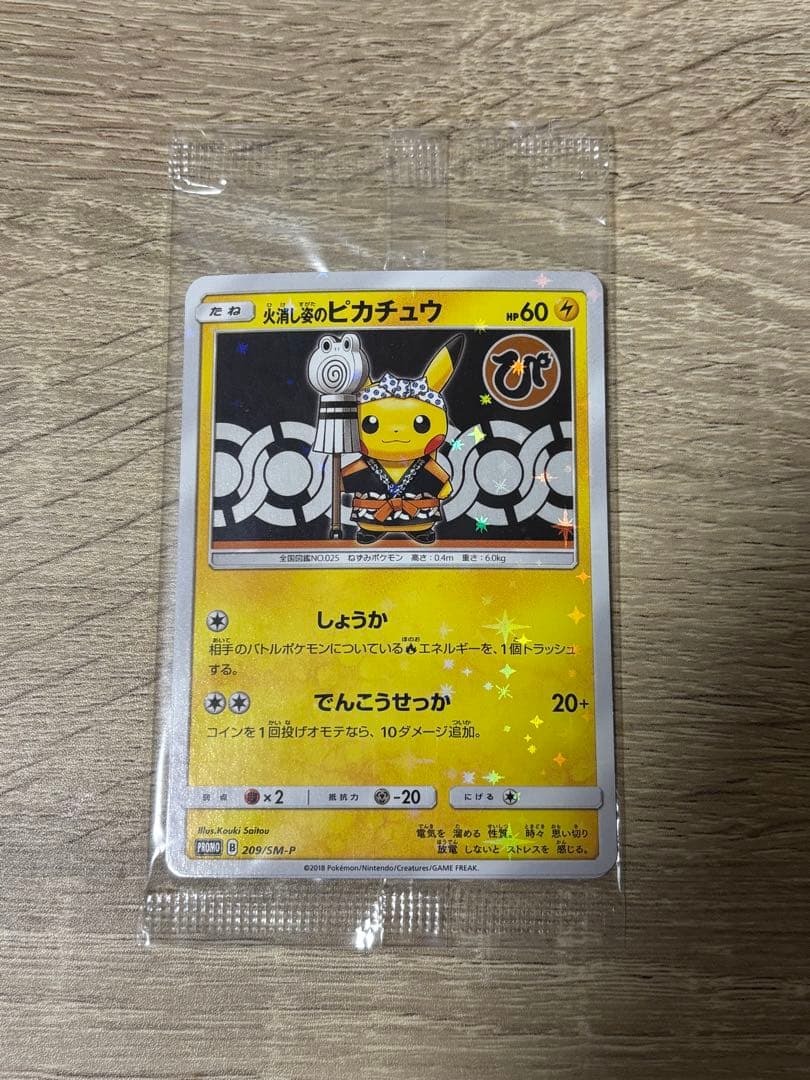 たね 火消し姿のピカチュウ HP60
ぴ
全国図鑑NO.025 ねずみポケモン 高さ:0.4m 重さ:6.0kg
しょうか
相手のバトルポケモンについているエネルギーを、1個トラッシュ
する。
でんこうせっか 20+
コインを1回投げオモテなら、10ダメージ追加。
弱点 ×2 抵抗力 -20 にげる
Illus.Kouki Saitou
電気を 溜める 性質。時々 思い切り
放電 しないと ストレスを 感じる。
PROMO B 209/SM-P
©2018 Pokémon/Nintendo/Creatures/GAME FREAK.